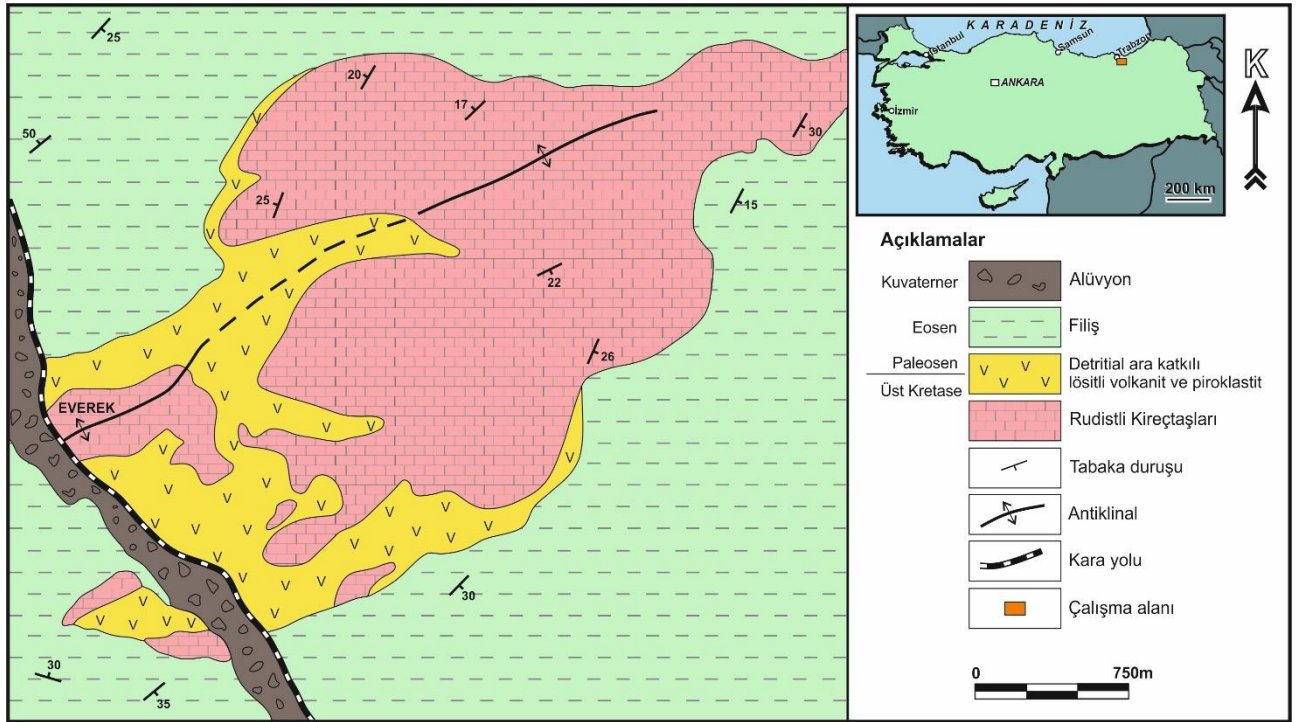 25
50
20
17
30
25
15
22
26
EVEREK
30
30
35
KARADENİZ
İstanbul
Samsun
Trabzon
ANKARA
İzmir
200 km
K
Açıklamalar
Kuvaterner
Alüvyon
Eosen
Filiş
Paleosen
Üst Kretase
Detritial ara katkılı
lösitli volkanit ve piroklastit
Rudistli Kireçtaşları
Tabaka duruşu
Antiklinal
Kara yolu
Çalışma alanı
0 750m